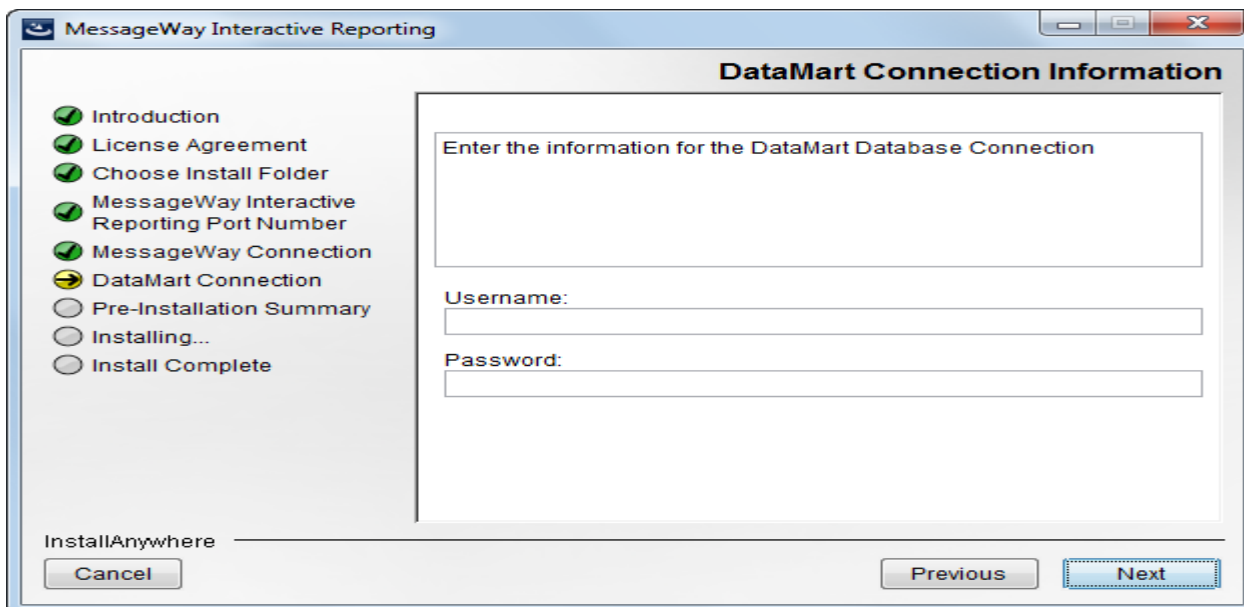 MessageWay Interactive Reporting
DataMart Connection Information
Introduction
License Agreement
Choose Install Folder
MessageWay Interactive
Reporting Port Number
MessageWay Connection
DataMart Connection
Pre-Installation Summary
Installing...
Install Complete
Enter the information for the DataMart Database Connection
Username:
Password:
InstallAnywhere
Cancel
Previous
Next